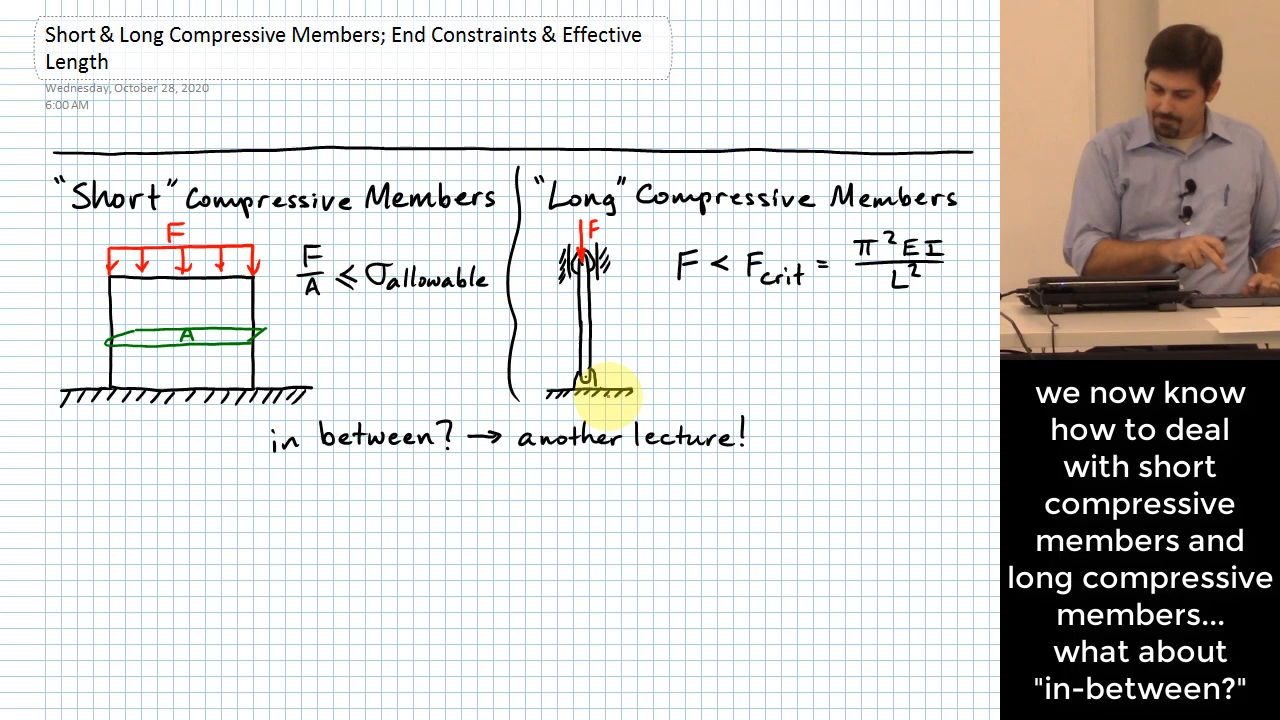 Short & Long Compressive Members; End Constraints & Effective
Length
Wednesday, October 28, 2020
6:00 AM
"Short" Compressive Members
"Long" Compressive Members
F
F/A ≤ σallowable
A
F
F < Fcrit = π²EI/L²
in between? → another lecture!
we now know
how to deal
with short
compressive
members and
long compressive
members...
what about
"in-between?"